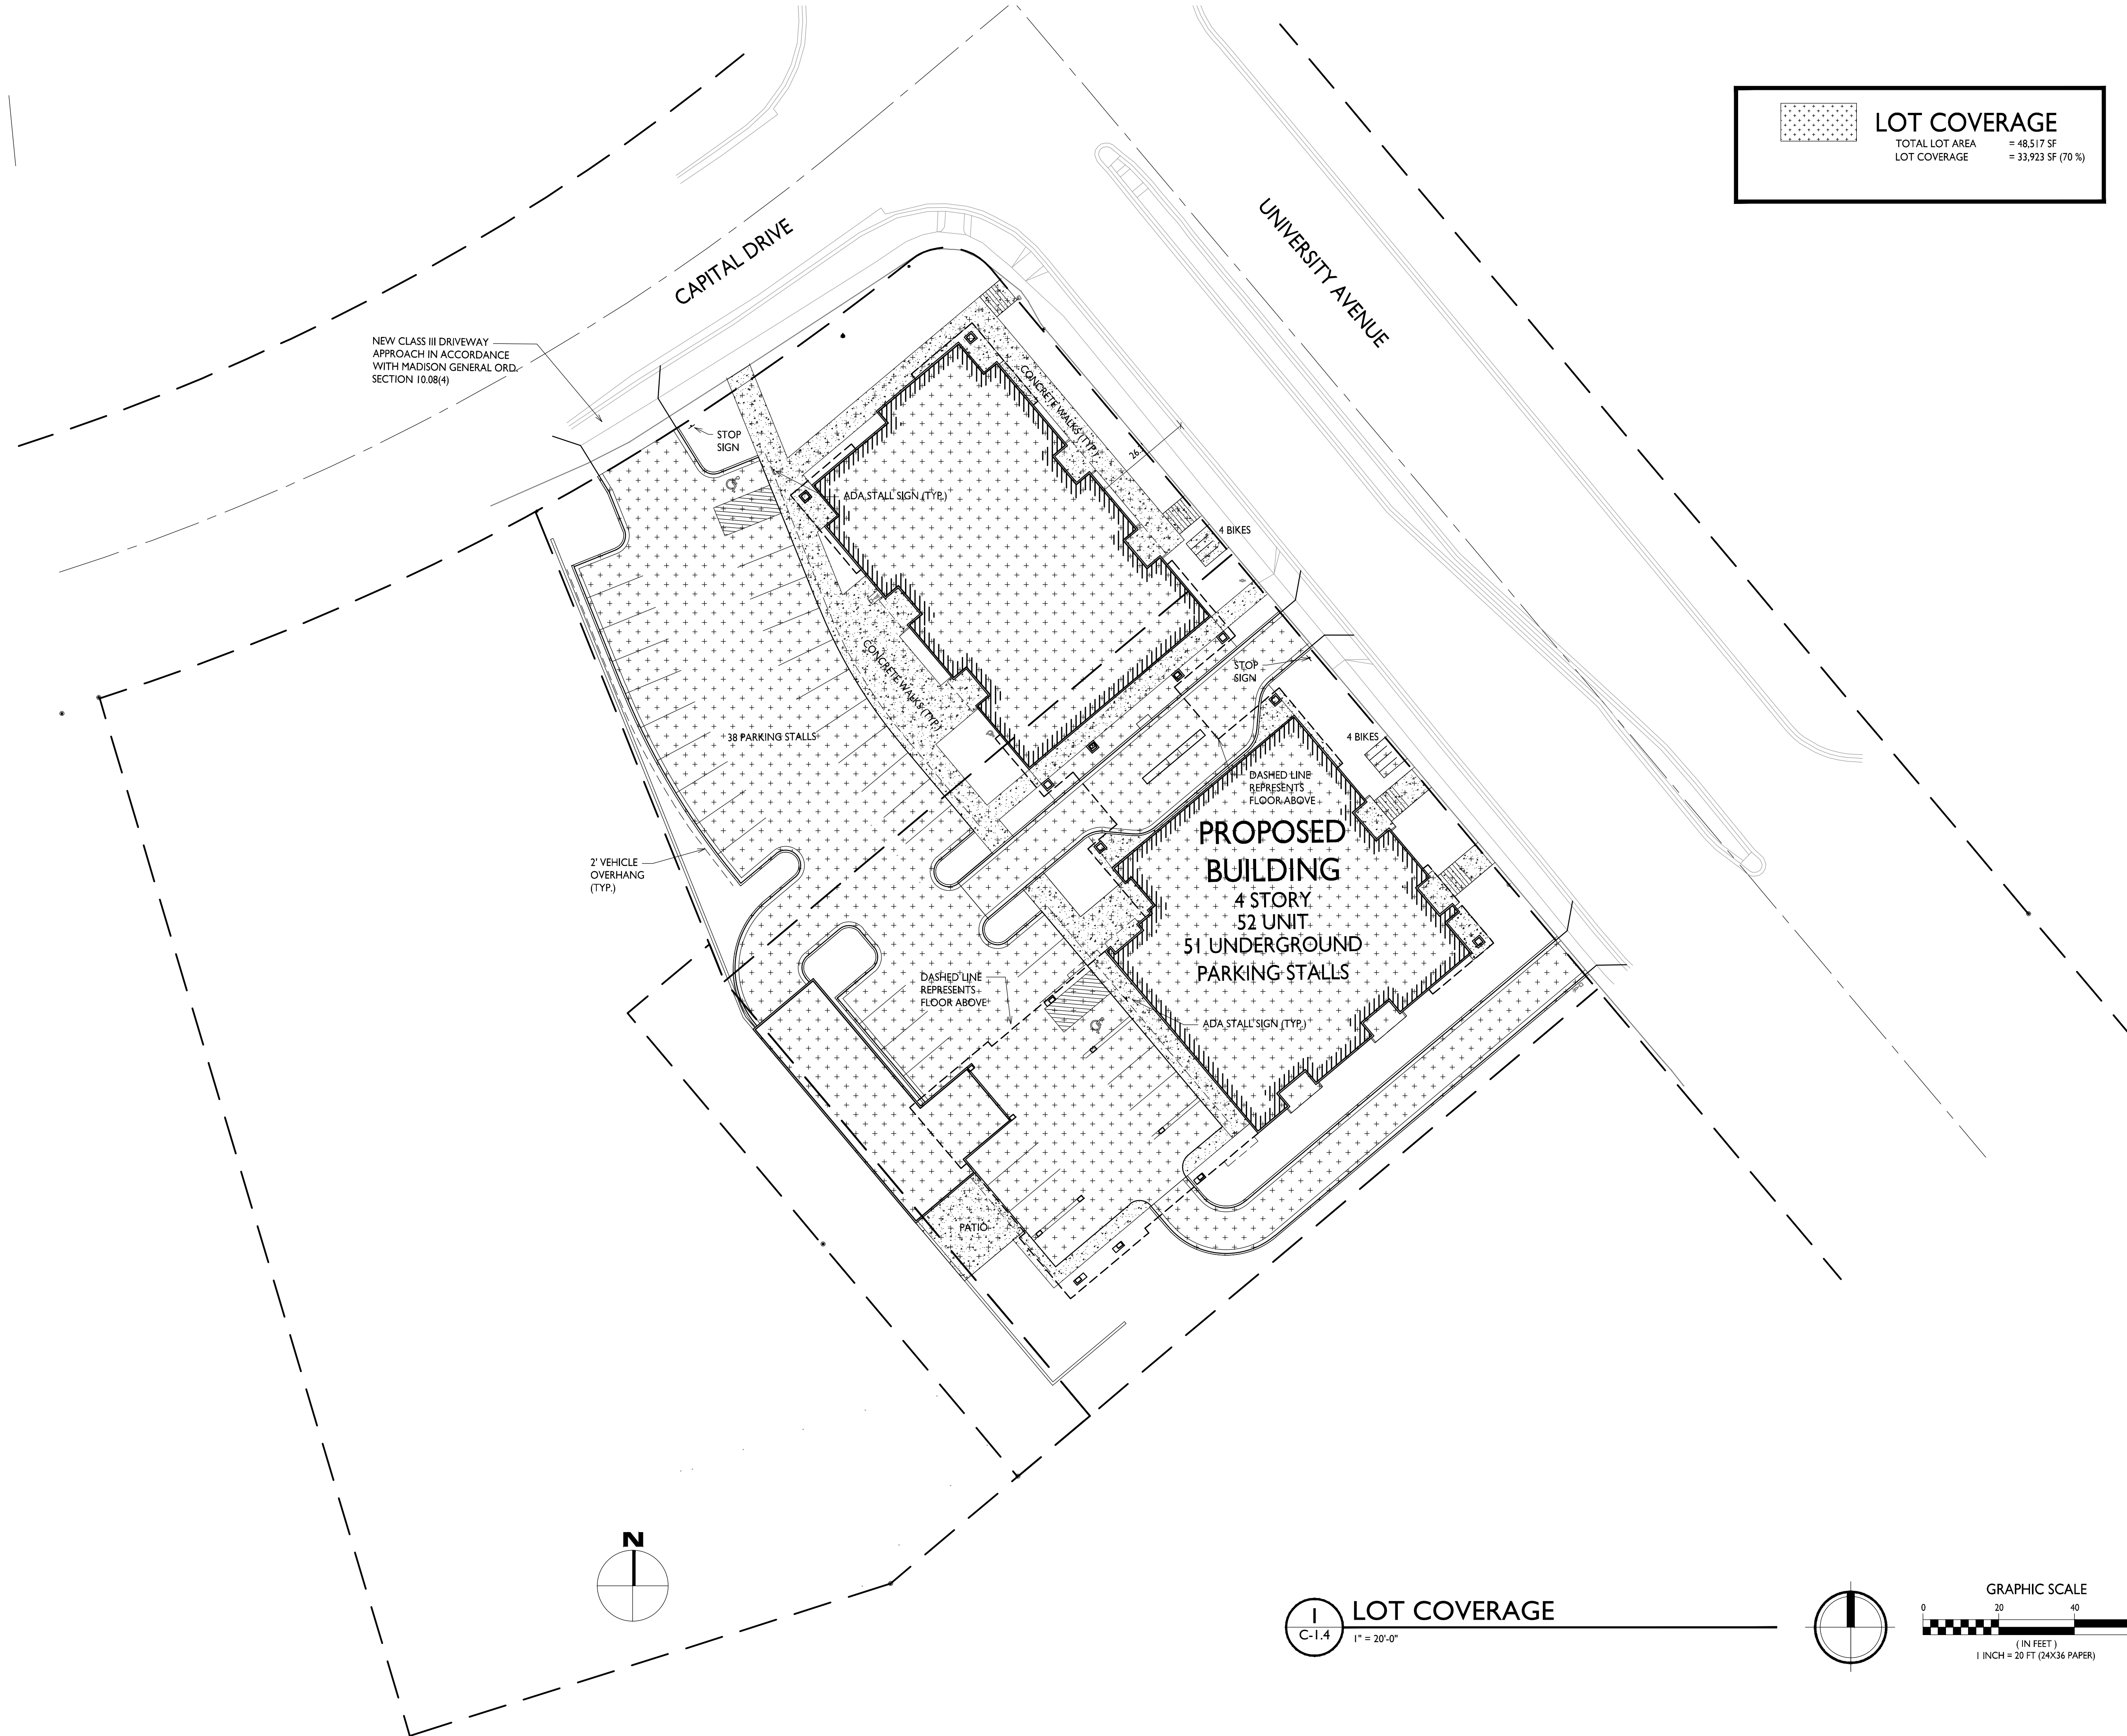 LOT COVERAGE
TOTAL LOT AREA = 48,517 SF
LOT COVERAGE = 33,923 SF (70 %)
CAPITAL DRIVE
UNIVERSITY AVENUE
NEW CLASS III DRIVEWAY
APPROACH IN ACCORDANCE
WITH MADISON GENERAL ORD.
SECTION 10.08(4)
STOP
SIGN
CONCRETE WALKS (TYP.)
ADA STALL SIGN (TYP.)
4 BIKES
CONCRETE WALKS (TYP.)
STOP
SIGN
38 PARKING STALLS
4 BIKES
DASHED LINE
REPRESENTS
FLOOR ABOVE
PROPOSED
BUILDING
4 STORY
52 UNIT
51 UNDERGROUND
PARKING STALLS
2' VEHICLE
OVERHANG
(TYP.)
DASHED LINE
REPRESENTS
FLOOR ABOVE
ADA STALL SIGN (TYP.)
PATIO
N
1
C-1.4
LOT COVERAGE
1" = 20'-0"
GRAPHIC SCALE
0 20 40
( IN FEET )
1 INCH = 20 FT (24X36 PAPER)